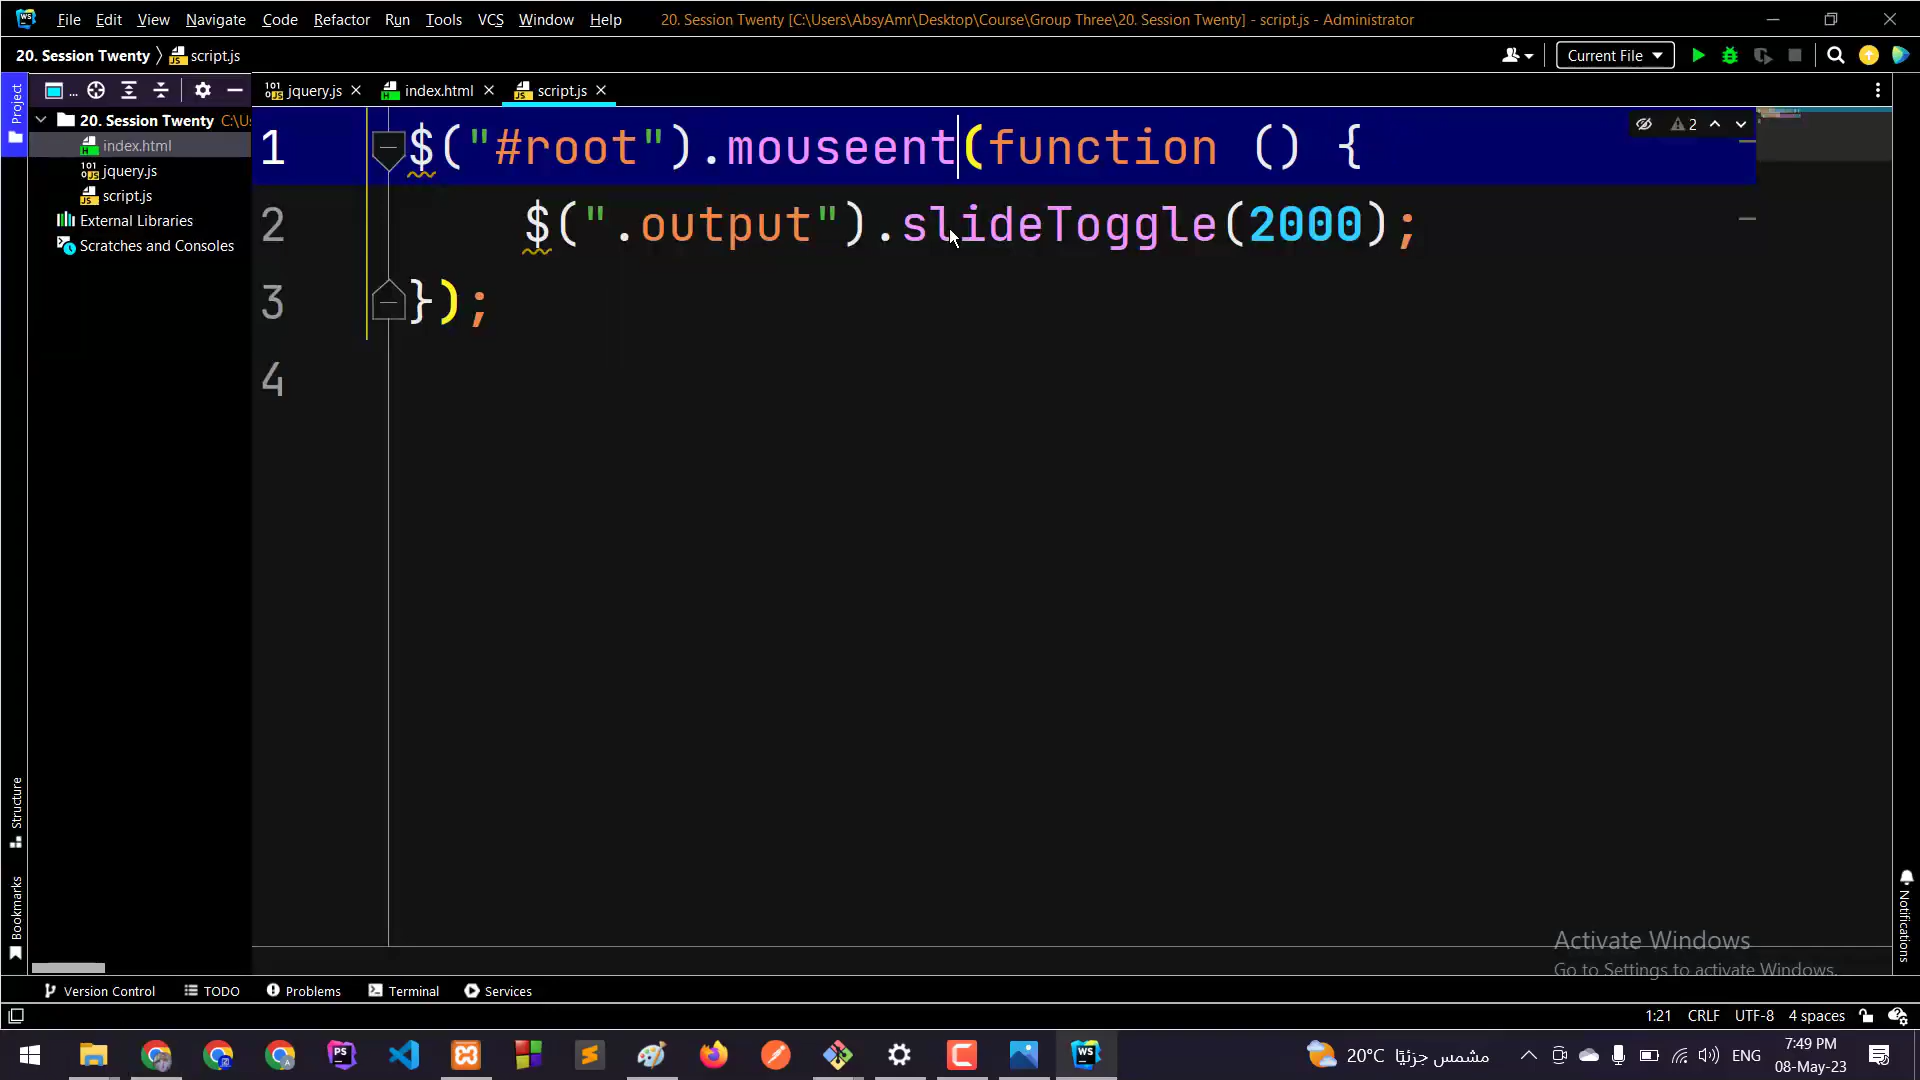 File Edit View Navigate Code Refactor Run Tools VCS Window Help 20. Session Twenty [C:\Users\AbsyAmr\Desktop\Course\Group Three\20. Session Twenty] - script.js - Administrator
20. Session Twenty script.js Current File
Project
... jquery.js index.html script.js
20. Session Twenty C:\Us
index.html
jquery.js
script.js
External Libraries
Scratches and Consoles
1 $("#root").mouseent(function () {
2 $(".output").slideToggle(2000);
3 });
4
2
Structure
Bookmarks
Notifications
Activate Windows
Go to Settings to activate Windows.
Version Control TODO Problems Terminal Services
1:21 CRLF UTF-8 4 spaces
20°C مشمس جزئيًا ENG 7:49 PM
08-May-23